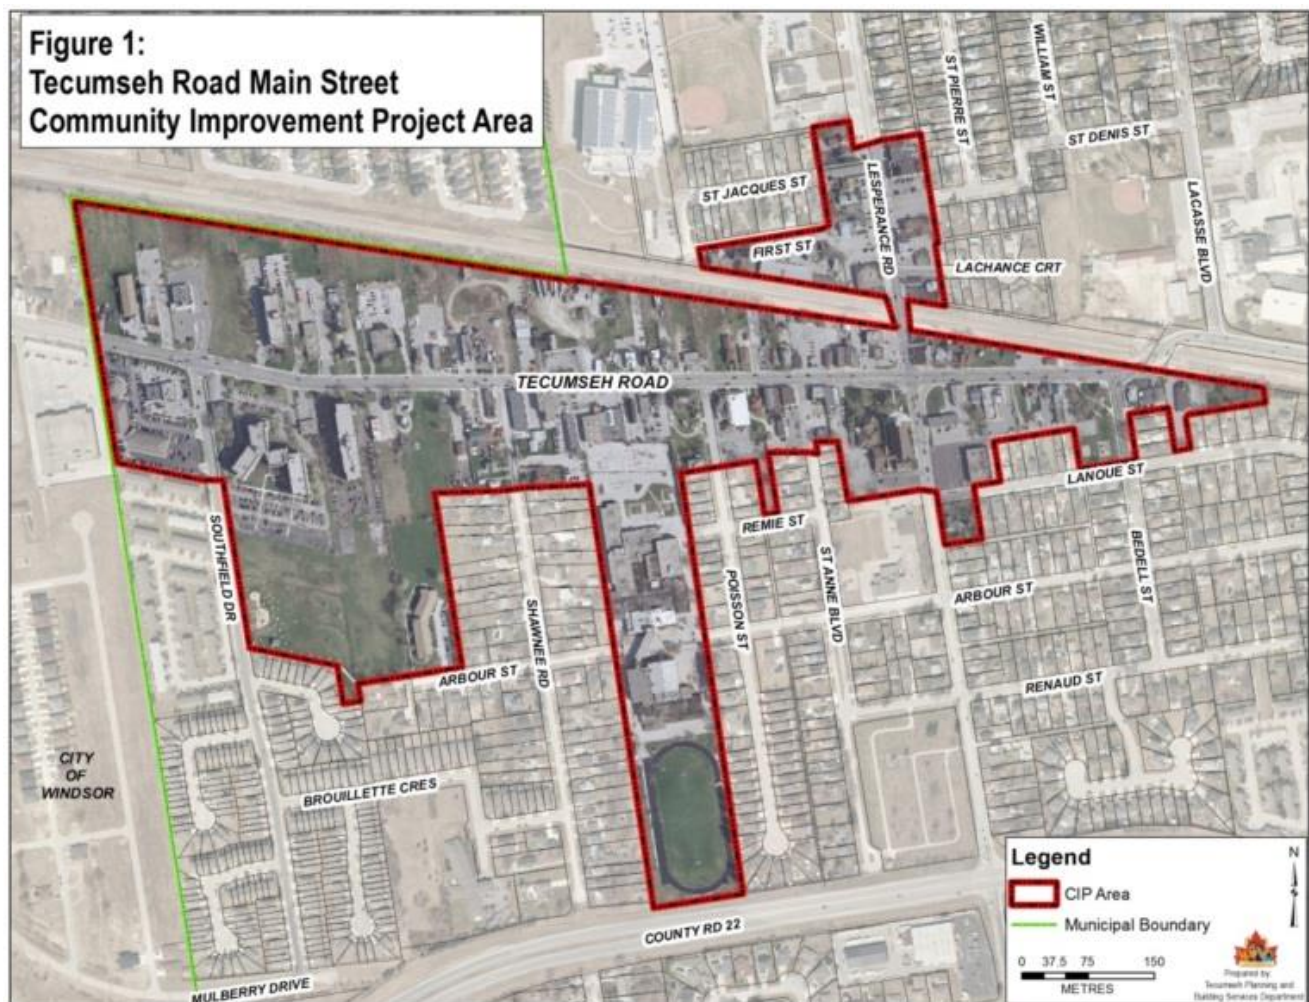 Figure 1:
Tecumseh Road Main Street
Community Improvement Project Area
ST PIERRE ST
WILLIAM ST
ST DENIS ST
ST JACQUES ST
LESPERANCE RD
LACASSE BLVD
FIRST ST
LACHANCE CRT
TECUMSEH ROAD
LANOUE ST
REMIE ST
SOUTHFIELD DR
SHAWNEE RD
POISSON ST
ST ANNE BLVD
BEDELL ST
ARBOUR ST
ARBOUR ST
RENAUD ST
CITY
OF
WINDSOR
BROUILLETTE CRES
COUNTY RD 22
MULBERRY DRIVE
Legend
N
CIP Area
Municipal Boundary
0 37.5 75 150
METRES
Prepared by:
Tecumseh Planning and
Building Services Department